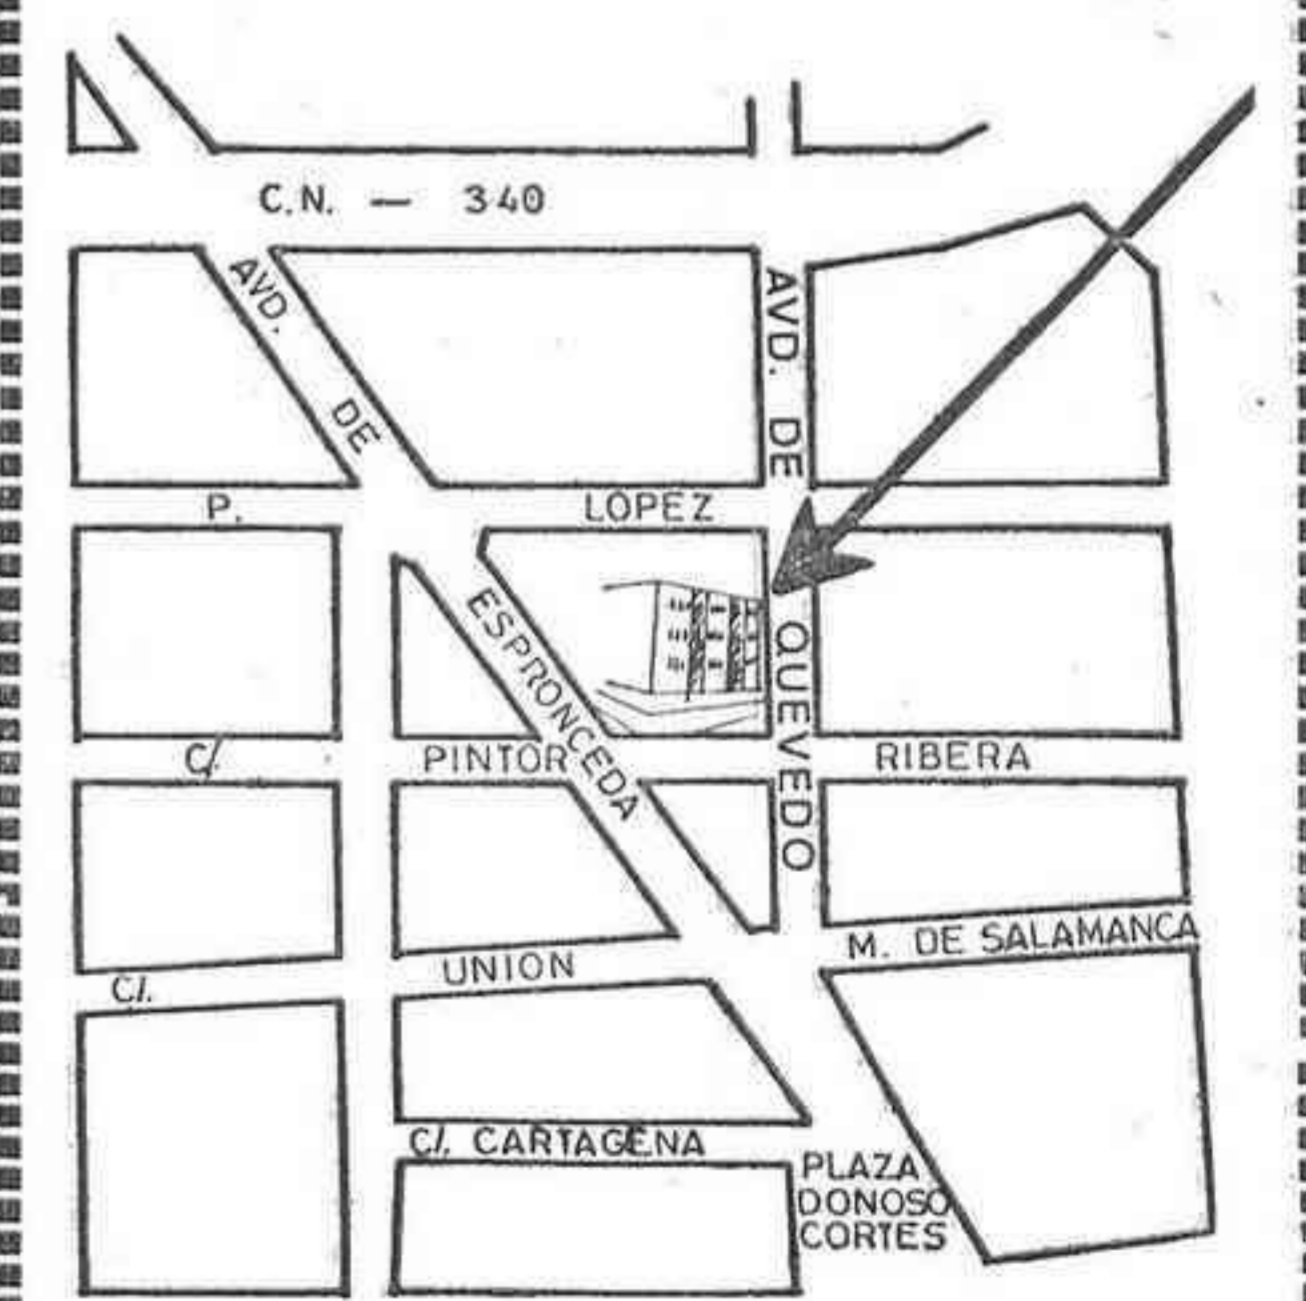 C.N. — 340
AVD. DE ESPRONCEDA
AVD. DE QUEVEDO
P. LOPEZ
C/. PINTOR RIBERA
C/. UNION
M. DE SALAMANCA
C/. CARTAGENA
PLAZA
DONOSO
CORTES